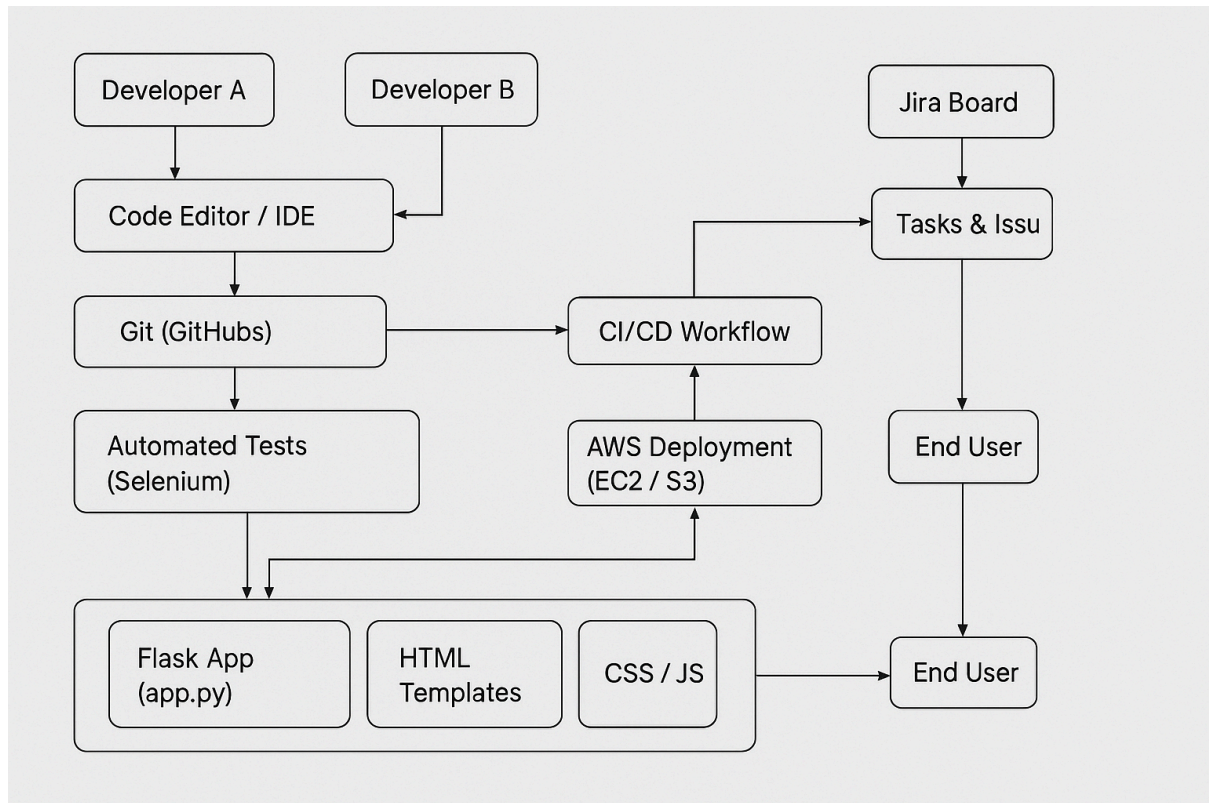 Developer A
Developer B
Jira Board
Code Editor / IDE
Tasks & Issu
Git (GitHubs)
CI/CD Workflow
Automated Tests
(Selenium)
AWS Deployment
(EC2 / S3)
End User
Flask App
(app.py)
HTML
Templates
CSS / JS
End User